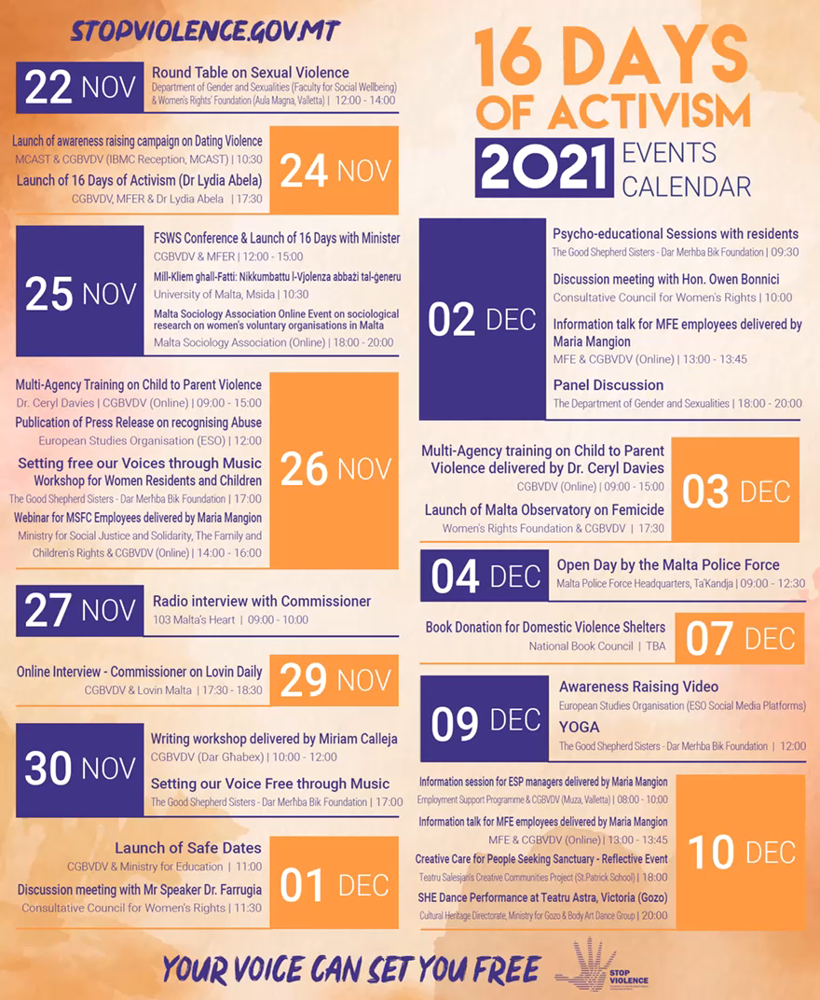 STOPVIOLENCE.GOV.MT
22 NOV
Round Table on Sexual Violence
Department of Gender and Sexualities (Faculty for Social Wellbeing)
& Women's Rights' Foundation (Aula Magna, Valletta) | 12:00 - 14:00
Launch of awareness raising campaign on Dating Violence
MCAST & CGBVDV (IBMC Reception, MCAST) | 10:30
Launch of 16 Days of Activism (Dr Lydia Abela)
CGBVDV, MFER & Dr Lydia Abela | 17:30
24 NOV
25 NOV
FSWS Conference & Launch of 16 Days with Minister
CGBVDV & MFER | 12:00 - 15:00
Mill-Kliem għall-Fatti: Nikkumbattu l-Vjolenza abbażi tal-ġeneru
University of Malta, Msida | 10:30
Malta Sociology Association Online Event on sociological
research on women's voluntary organisations in Malta
Malta Sociology Association (Online) | 18:00 - 20:00
Multi-Agency Training on Child to Parent Violence
Dr. Ceryl Davies | CGBVDV (Online) | 09:00 - 15:00
Publication of Press Release on recognising Abuse
European Studies Organisation (ESO) | 12:00
Setting free our Voices through Music
Workshop for Women Residents and Children
The Good Shepherd Sisters - Dar Merħba Bik Foundation | 17:00
Webinar for MSFC Employees delivered by Maria Mangion
Ministry for Social Justice and Solidarity, The Family and
Children's Rights & CGBVDV (Online) | 14:00 - 16:00
26 NOV
27 NOV
Radio interview with Commissioner
103 Malta's Heart | 09:00 - 10:00
Online Interview - Commissioner on Lovin Daily
CGBVDV & Lovin Malta | 17:30 - 18:30
29 NOV
30 NOV
Writing workshop delivered by Miriam Calleja
CGBVDV (Dar Għabex) | 10:00 - 12:00
Setting our Voice Free through Music
The Good Shepherd Sisters - Dar Merħba Bik Foundation | 17:00
Launch of Safe Dates
CGBVDV & Ministry for Education | 11:00
Discussion meeting with Mr Speaker Dr. Farrugia
Consultative Council for Women's Rights | 11:30
01 DEC
16 DAYS
OF ACTIVISM
2021 EVENTS
CALENDAR
02 DEC
Psycho-educational Sessions with residents
The Good Shepherd Sisters - Dar Merhba Bik Foundation | 09:30
Discussion meeting with Hon. Owen Bonnici
Consultative Council for Women's Rights | 10:00
Information talk for MFE employees delivered by
Maria Mangion
MFE & CGBVDV (Online) | 13:00 - 13:45
Panel Discussion
The Department of Gender and Sexualities | 18:00 - 20:00
Multi-Agency training on Child to Parent
Violence delivered by Dr. Ceryl Davies
CGBVDV (Online) | 09:00 - 15:00
Launch of Malta Observatory on Femicide
Women's Rights Foundation & CGBVDV | 17:30
03 DEC
04 DEC
Open Day by the Malta Police Force
Malta Police Force Headquarters, Ta'Kandja | 09:00 - 12:30
Book Donation for Domestic Violence Shelters
National Book Council | TBA
07 DEC
09 DEC
Awareness Raising Video
European Studies Organisation (ESO Social Media Platforms)
YOGA
The Good Shepherd Sisters - Dar Merhba Bik Foundation | 12:00
Information session for ESP managers delivered by Maria Mangion
Employment Support Programme & CGBVDV (Muza, Valletta) | 08:00 - 10:00
Information talk for MFE employees delivered by Maria Mangion
MFE & CGBVDV (Online) | 13:00 - 13:45
Creative Care for People Seeking Sanctuary - Reflective Event
Teatru Salesjan's Creative Communities Project (St.Patrick School) | 18:00
SHE Dance Performance at Teatru Astra, Victoria (Gozo)
Cultural Heritage Directorate, Ministry for Gozo & Body Art Dance Group | 20:00
10 DEC
YOUR VOICE CAN SET YOU FREE
STOP
VIOLENCE